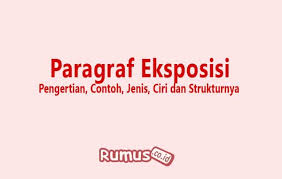 Paragraf Eksposisi
Pengertian, Contoh, Jenis, Ciri dan Strukturnya
Rumus.co.id